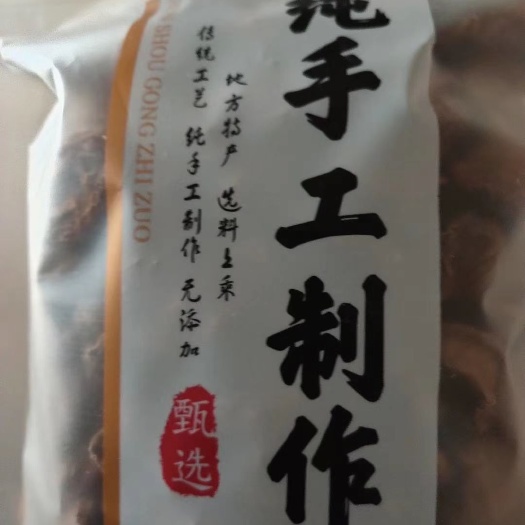 纯手工制作
地方特产 选料上乘
传统工艺 纯手工制作 无添加
SHOU GONG ZHI ZUO
甄选